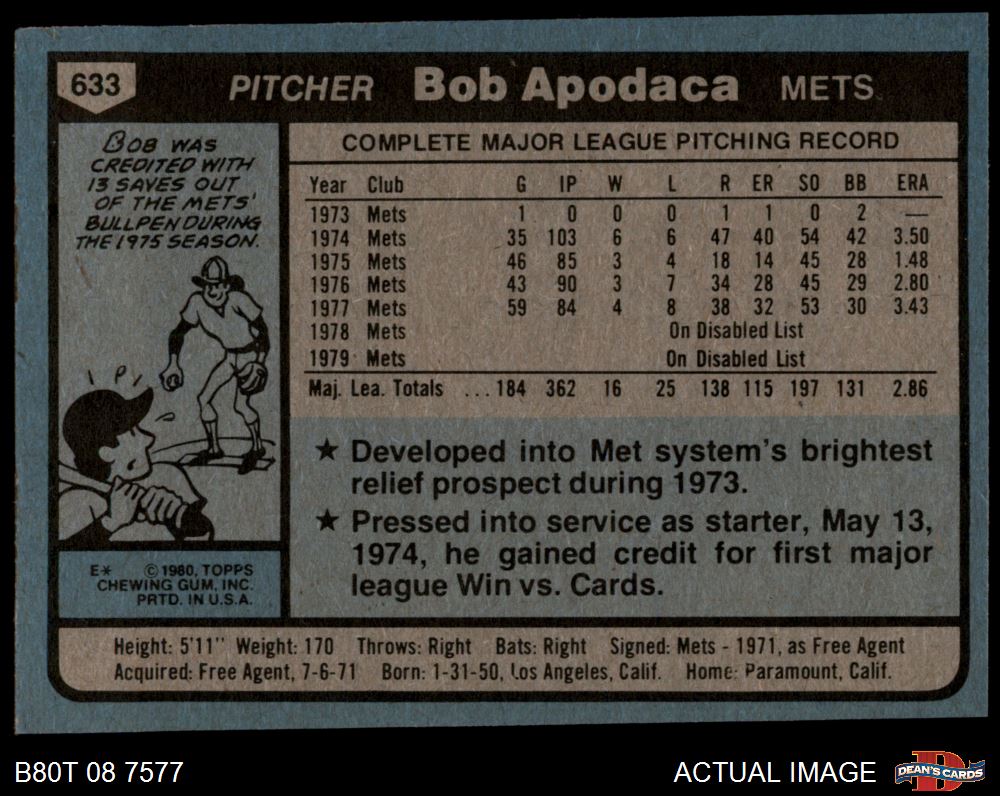 633 PITCHER Bob Apodaca METS
BOB WAS
CREDITED WITH
13 SAVES OUT
OF THE METS'
BULLPEN DURING
THE 1975 SEASON.
E* © 1980, TOPPS
CHEWING GUM, INC.
PRTD. IN U.S.A.
COMPLETE MAJOR LEAGUE PITCHING RECORD
Year Club G IP W L R ER SO BB ERA
1973 Mets 1 0 0 0 1 1 0 2 —
1974 Mets 35 103 6 6 47 40 54 42 3.50
1975 Mets 46 85 3 4 18 14 45 28 1.48
1976 Mets 43 90 3 7 34 28 45 29 2.80
1977 Mets 59 84 4 8 38 32 53 30 3.43
1978 Mets On Disabled List
1979 Mets On Disabled List
Maj. Lea. Totals ... 184 362 16 25 138 115 197 131 2.86
★ Developed into Met system's brightest
relief prospect during 1973.
★ Pressed into service as starter, May 13,
1974, he gained credit for first major
league Win vs. Cards.
Height: 5'11" Weight: 170 Throws: Right Bats: Right Signed: Mets - 1971, as Free Agent
Acquired: Free Agent, 7-6-71 Born: 1-31-50, Los Angeles, Calif. Home: Paramount, Calif.
B80T 08 7577
ACTUAL IMAGE
D
DEAN'S CARDS